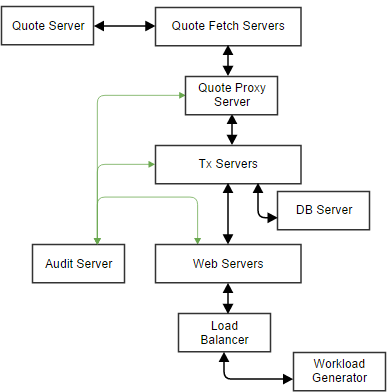 Quote Server
Quote Fetch Servers
Quote Proxy
Server
Tx Servers
DB Server
Audit Server
Web Servers
Load
Balancer
Workload
Generator